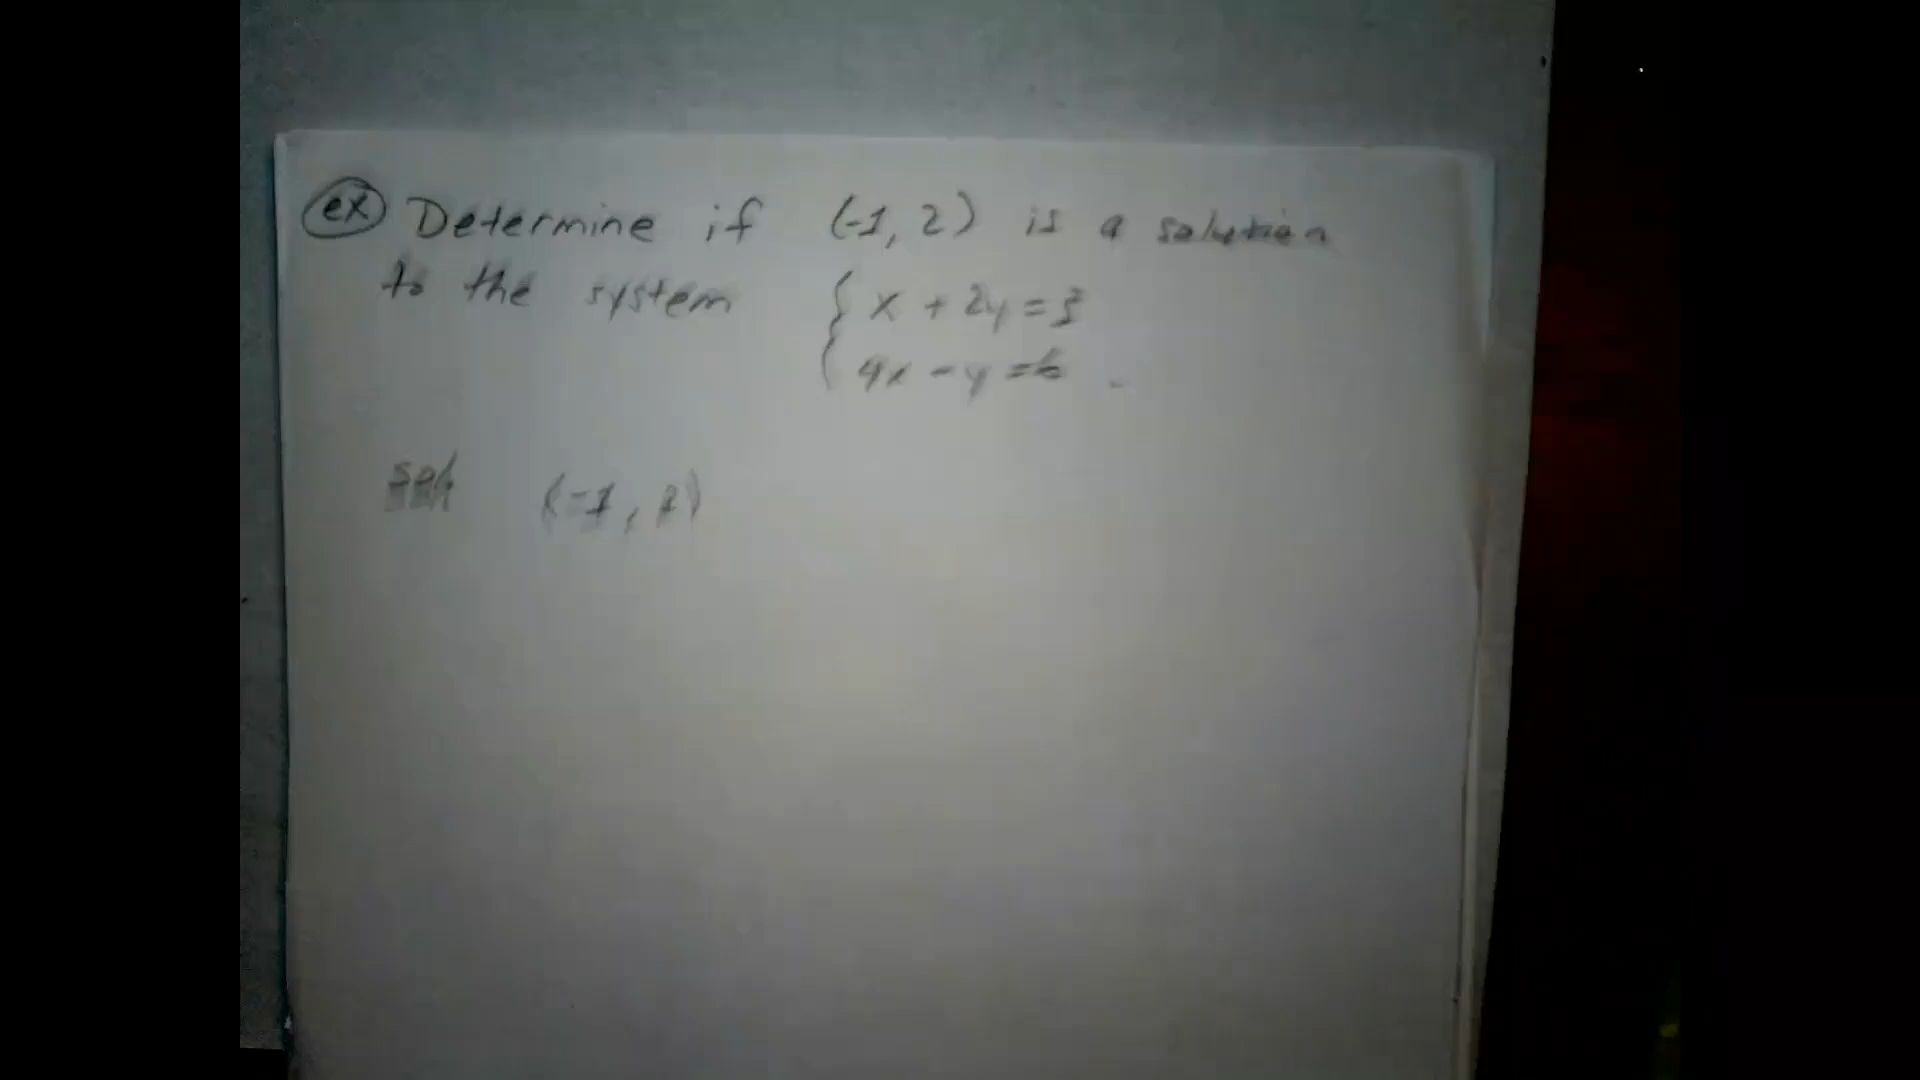 ex Determine if (-1, 2) is a solution
to the system { x + 2y = 3
4x - y = 6
sol (-1, 2)